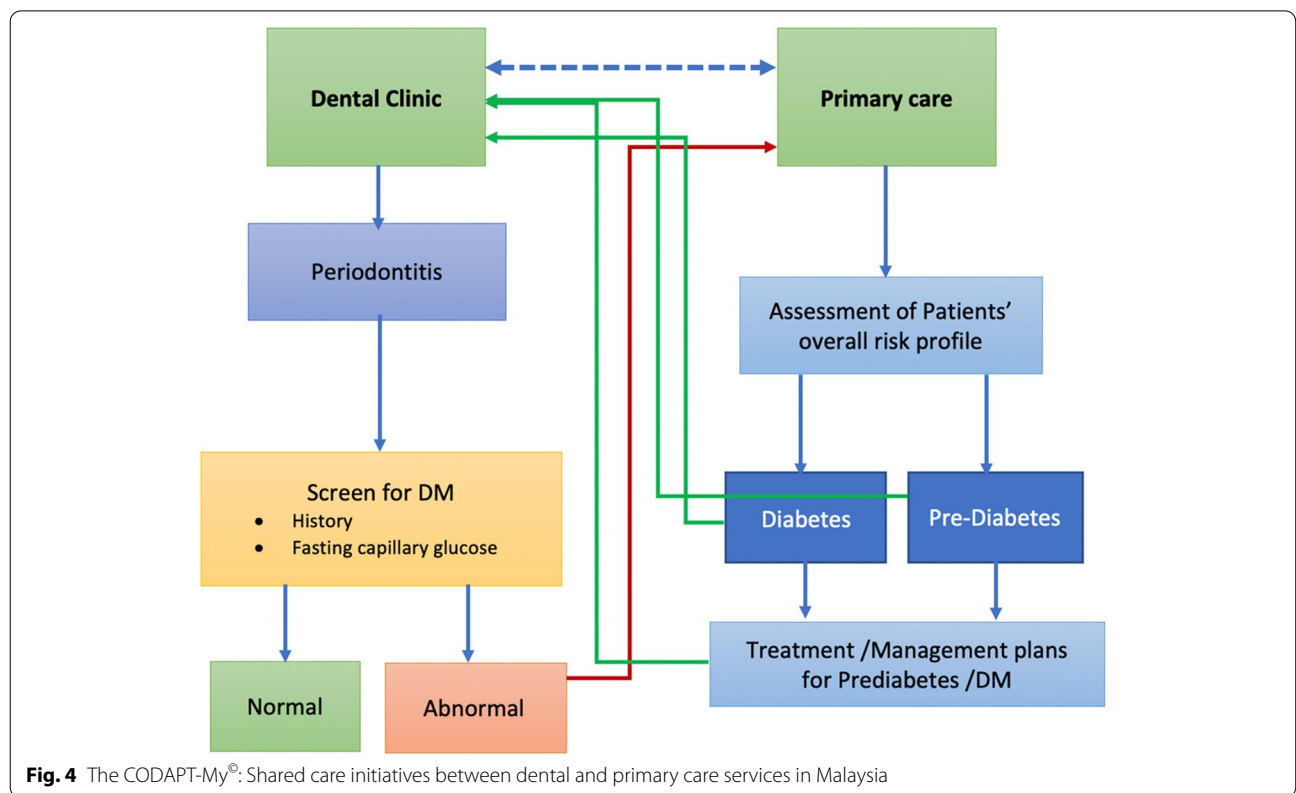 Dental Clinic
Primary care
Periodontitis
Assessment of Patients’
overall risk profile
Screen for DM
• History
• Fasting capillary glucose
Diabetes
Pre-Diabetes
Normal
Abnormal
Treatment /Management plans
for Prediabetes /DM
Fig. 4 The CODAPT-My©: Shared care initiatives between dental and primary care services in Malaysia